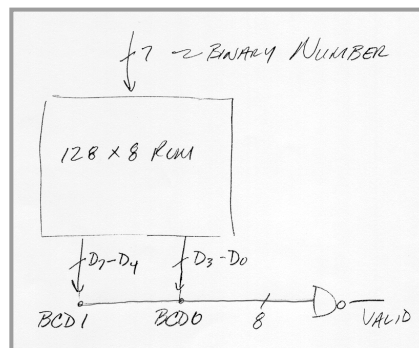 7 ~ BINARY NUMBER
128 x 8 ROM
D7-D4 D3-D0
BCD1 BCD0 8 VALID